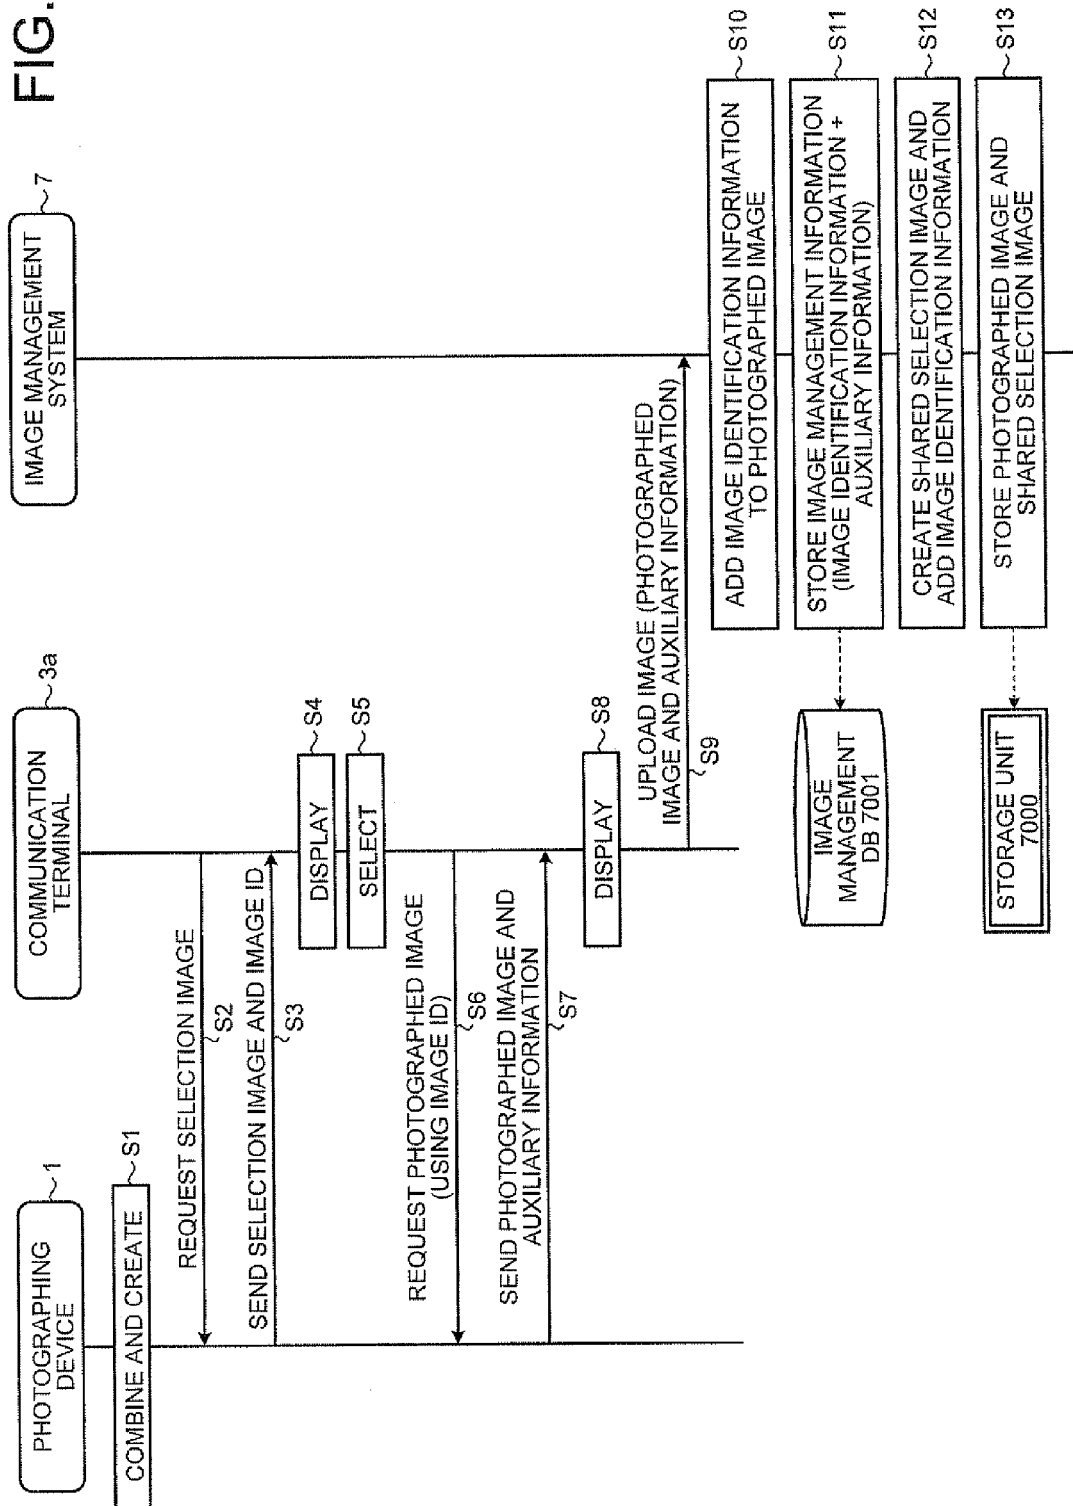 FIG.
PHOTOGRAPHING
DEVICE
1
COMMUNICATION
TERMINAL
3a
IMAGE MANAGEMENT
SYSTEM
7
COMBINE AND CREATE
S1
REQUEST SELECTION IMAGE
S2
SEND SELECTION IMAGE AND IMAGE ID
S3
DISPLAY
S4
SELECT
S5
REQUEST PHOTOGRAPHED IMAGE
(USING IMAGE ID)
S6
SEND PHOTOGRAPHED IMAGE AND
AUXILIARY INFORMATION
S7
DISPLAY
S8
UPLOAD IMAGE (PHOTOGRAPHED
IMAGE AND AUXILIARY INFORMATION)
S9
ADD IMAGE IDENTIFICATION INFORMATION
TO PHOTOGRAPHED IMAGE
S10
STORE IMAGE MANAGEMENT INFORMATION
(IMAGE IDENTIFICATION INFORMATION +
AUXILIARY INFORMATION)
S11
IMAGE
MANAGEMENT
DB 7001
CREATE SHARED SELECTION IMAGE AND
ADD IMAGE IDENTIFICATION INFORMATION
S12
STORE PHOTOGRAPHED IMAGE AND
SHARED SELECTION IMAGE
S13
STORAGE UNIT
7000